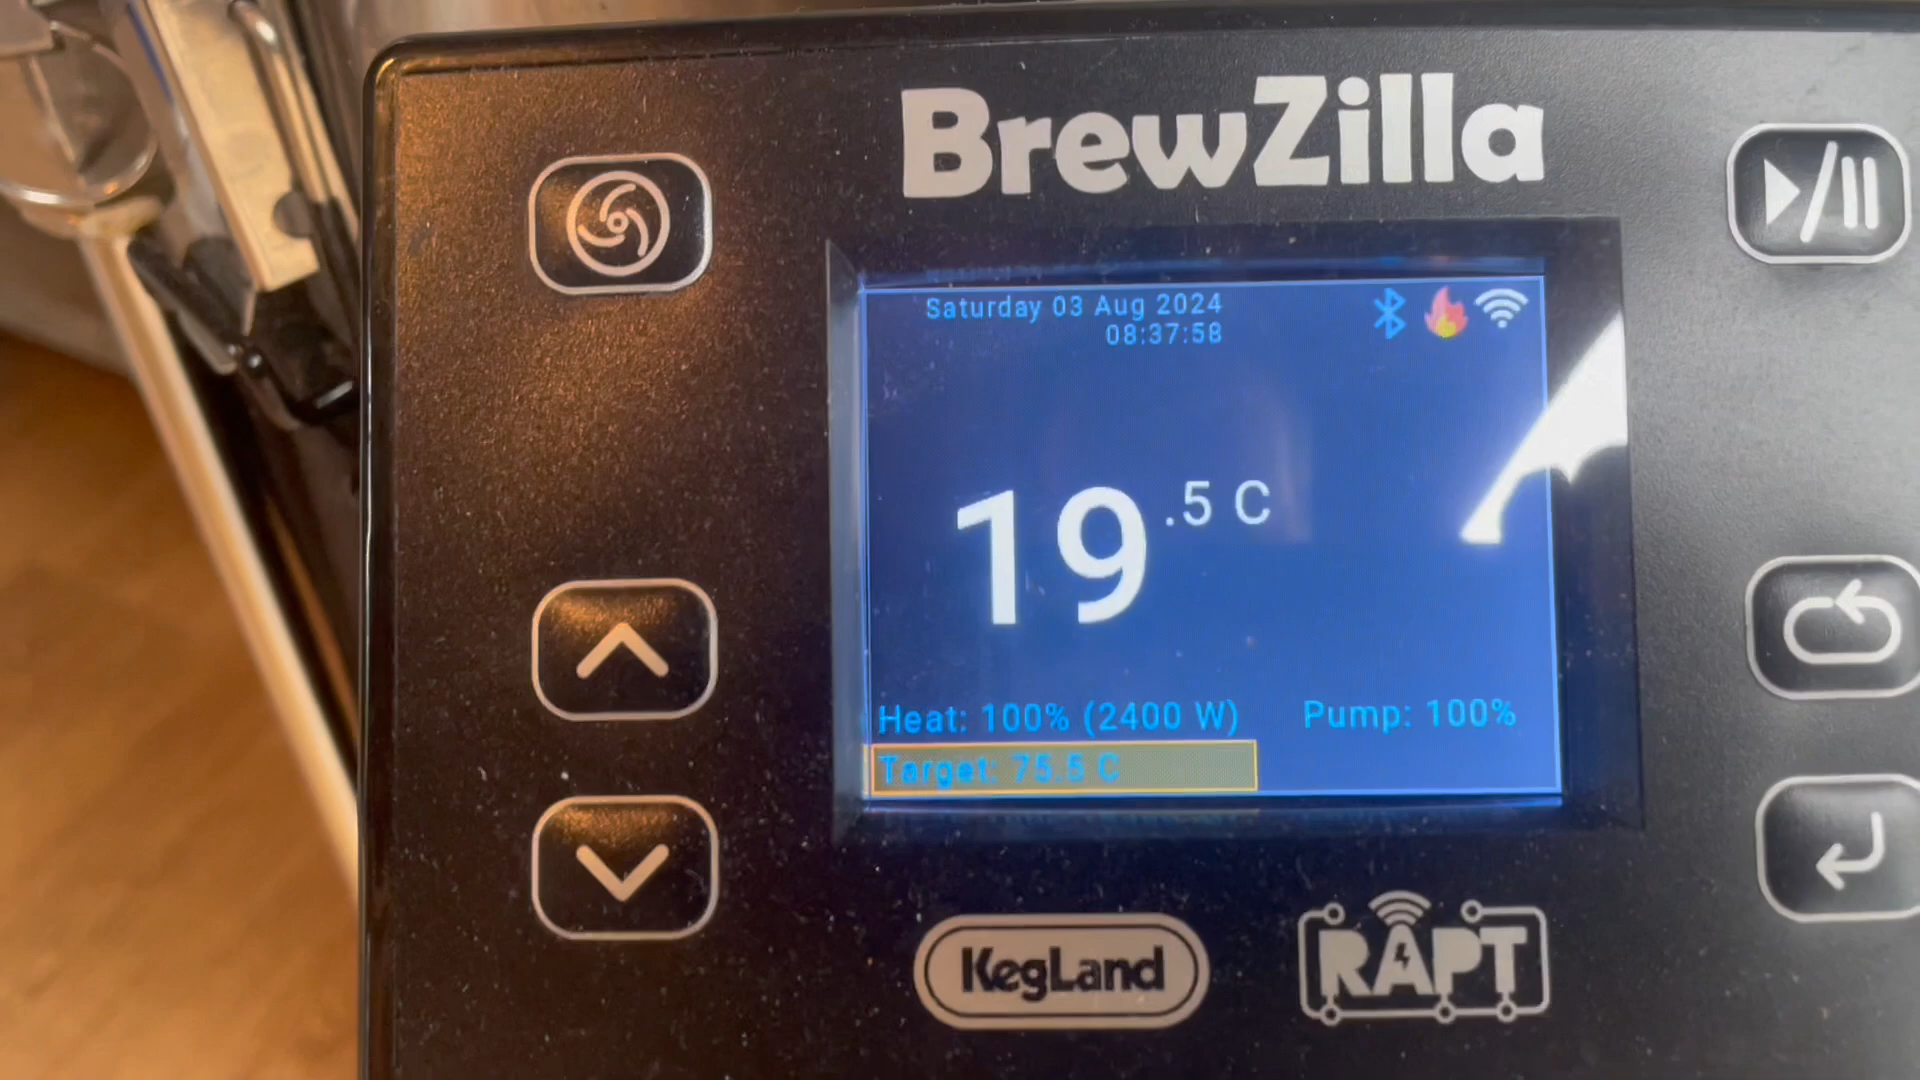 BrewZilla
Saturday 03 Aug 2024
08:37:58
19.5 C
Heat: 100% (2400 W) Pump: 100%
Target: 75.5 C
KegLand
RAPT